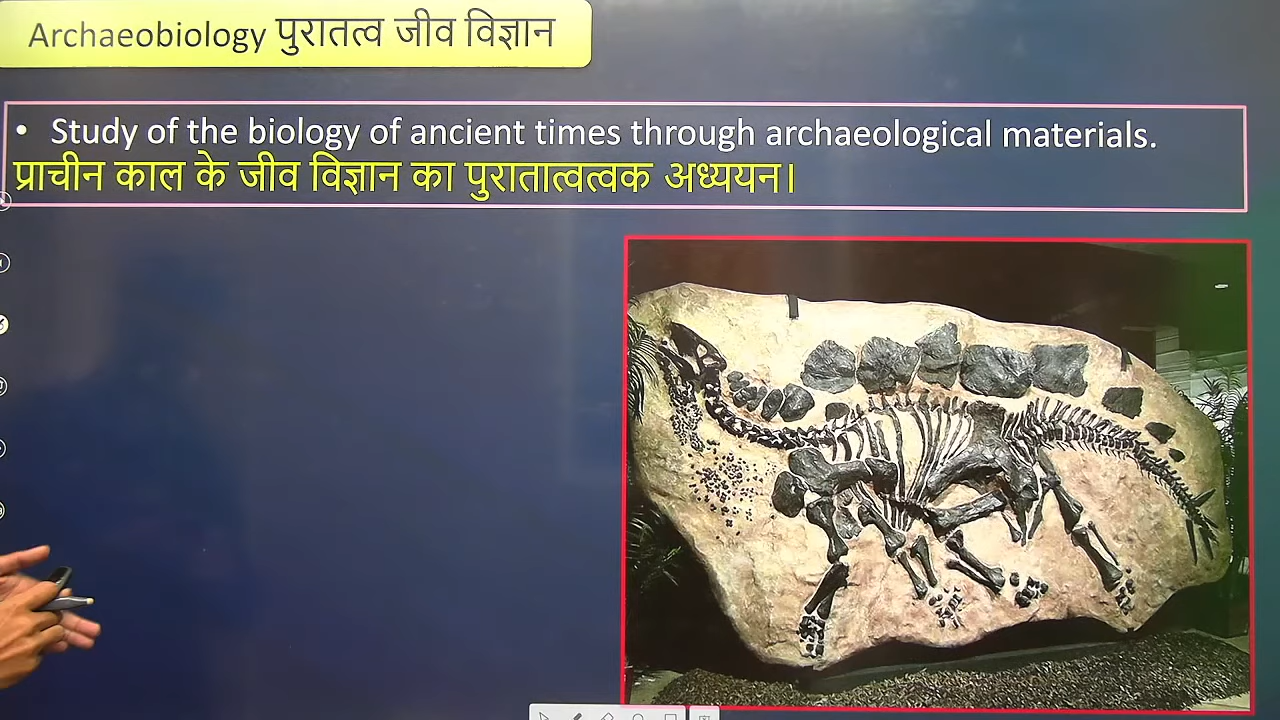 Archaeobiology पुरातत्व जीव विज्ञान
• Study of the biology of ancient times through archaeological materials.
प्राचीन काल के जीव विज्ञान का पुरातात्वत्वक अध्ययन।